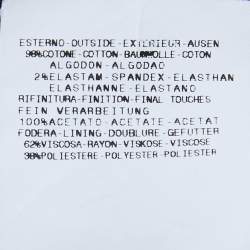 ESTERNO-OUTSIDE-EXTERIEUR-AUSEN
98%COTONE-COTTON-BAUMWOLLE-COTON
ALGODON-ALGODAO
2%ELASTAM-SPANDEX-ELASTHAN
ELASTHANNE-ELASTANO
RIFINITURA-FINITION-FINAL TOUCHES
FEIN VERARBEITUNG
100%ACETATO-ACETATE-ACETAT
FODERA-LINING-DOUBLURE-GEFUTTER
62%VISCOSA-RAYON-VISKOSE-VISCOSE
38%POLIESTERE-POLYESTER-POLIESTER